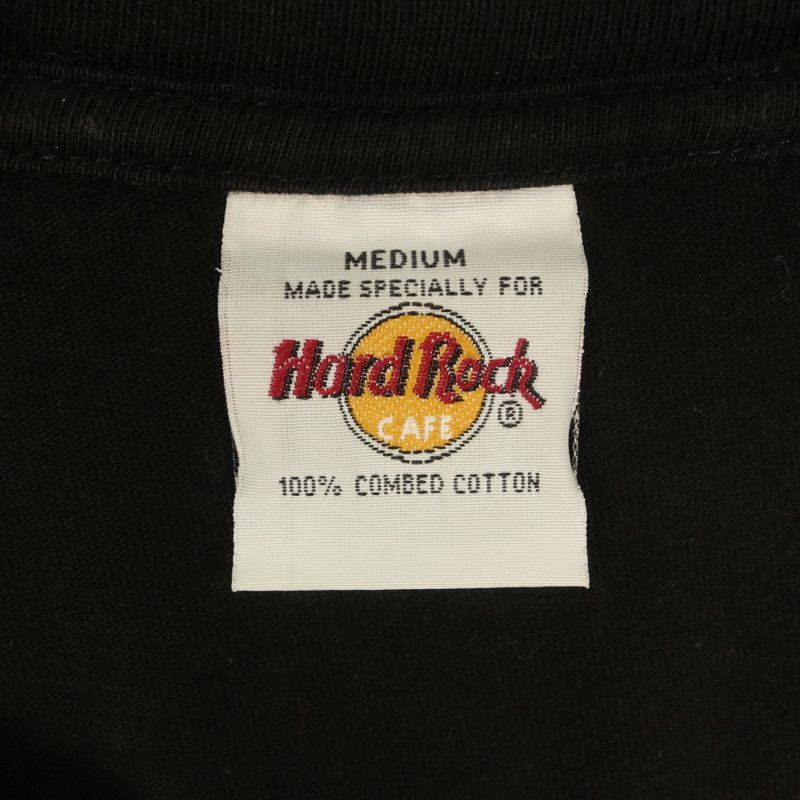 MEDIUM
MADE SPECIALLY FOR
Hard Rock
CAFE ®
100% COMBED COTTON